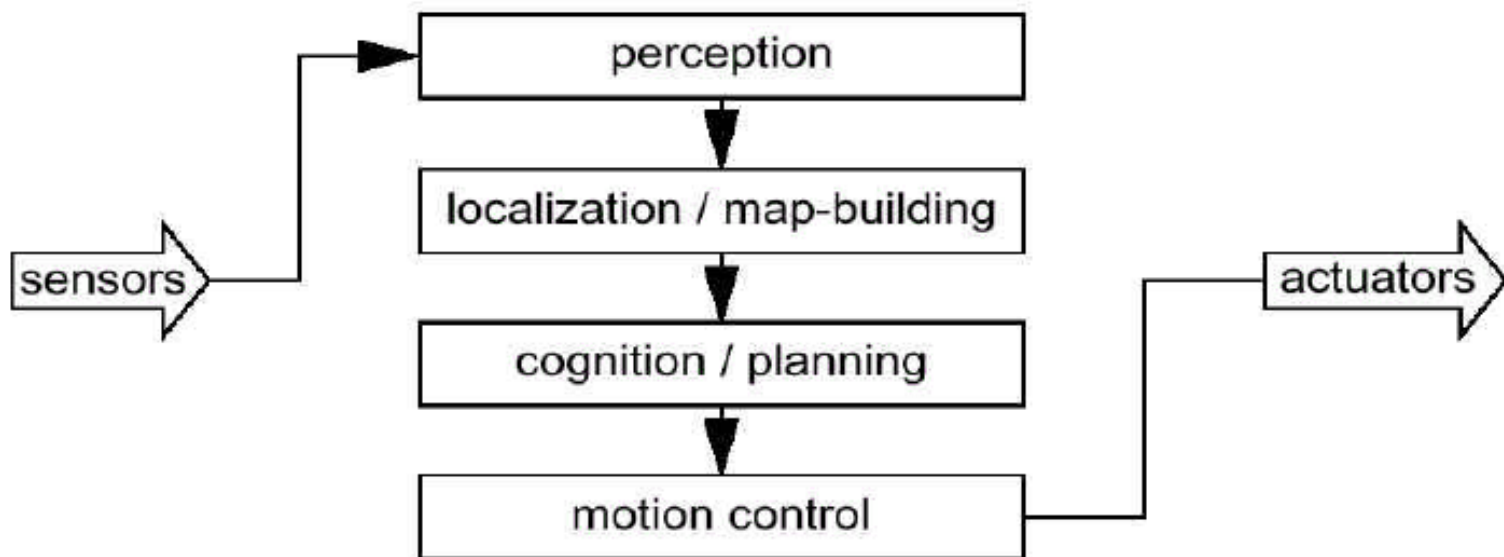 perception
localization / map-building
sensors
actuators
cognition / planning
motion control